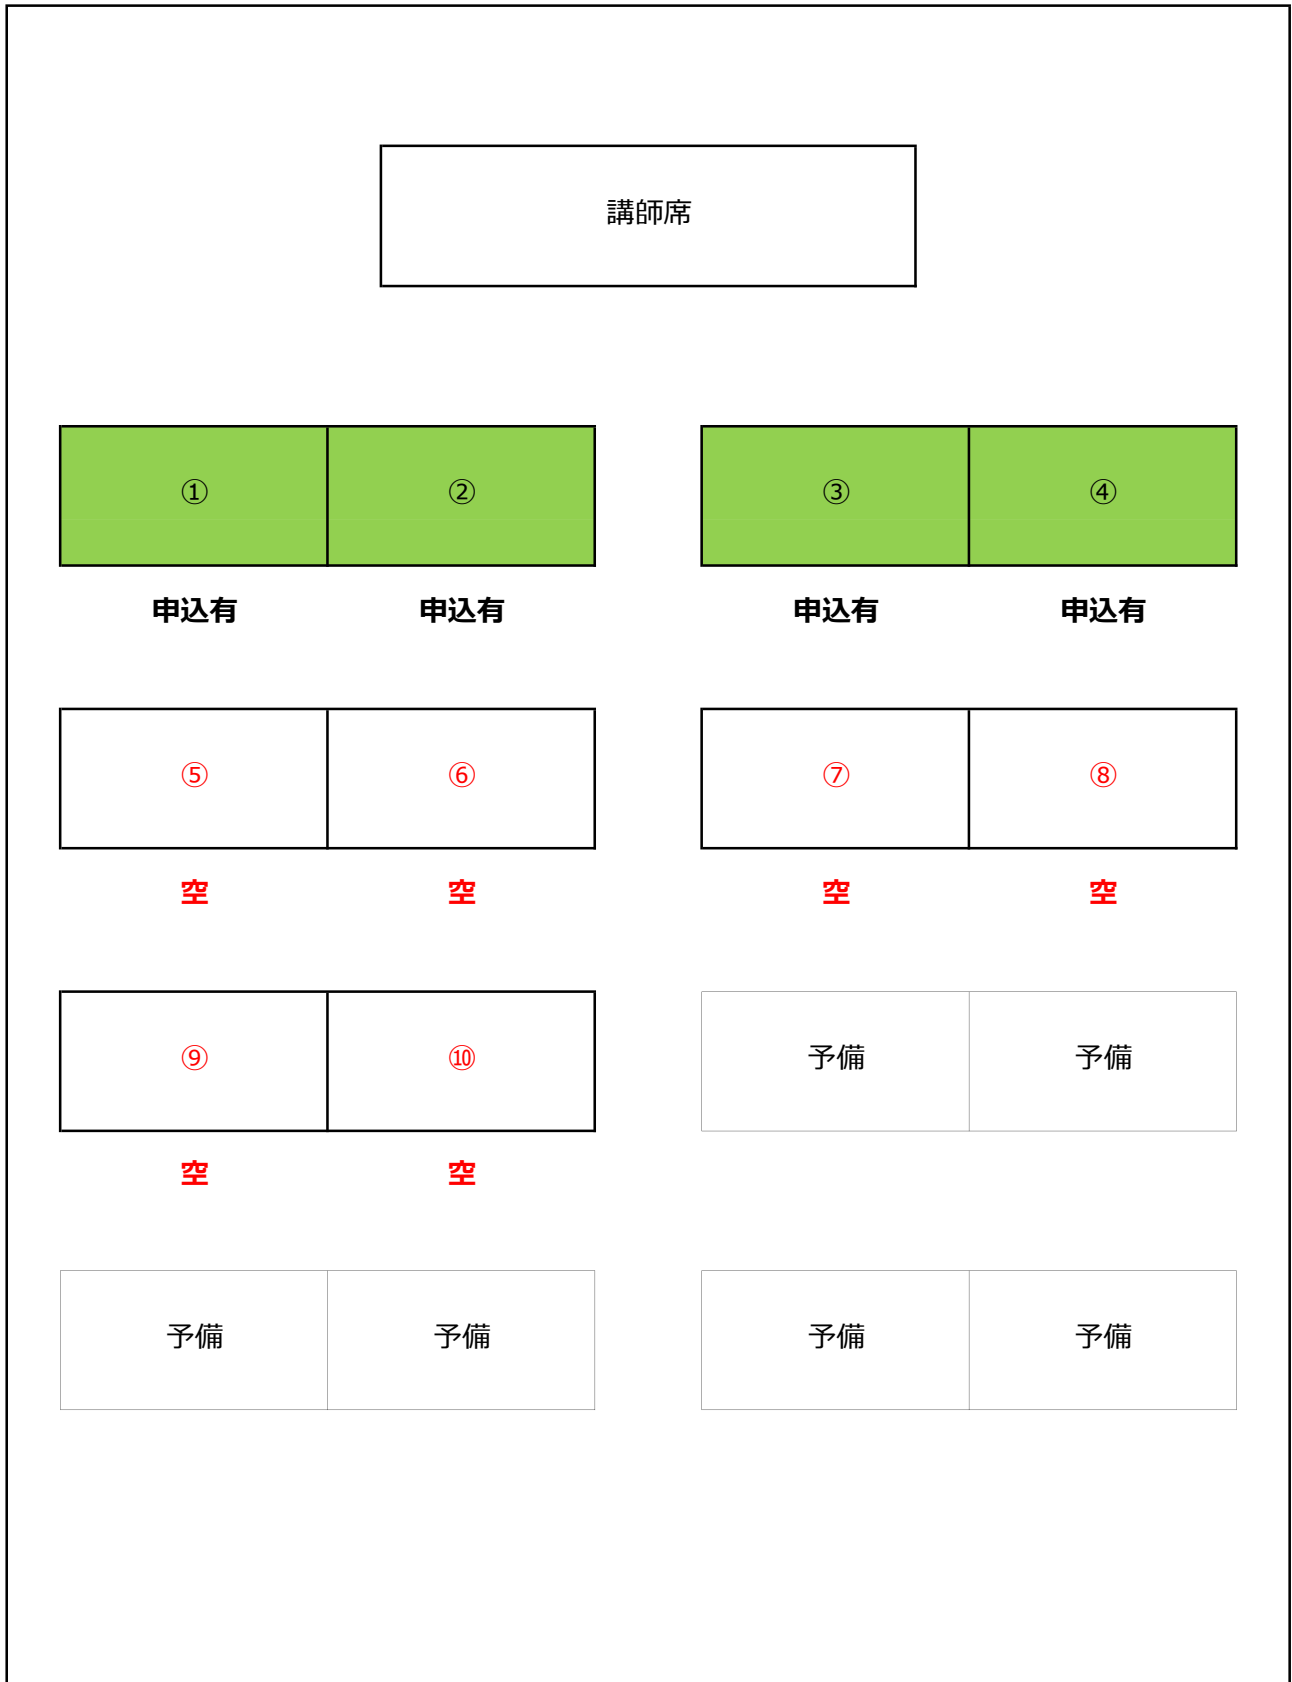 講師席
① ② ③ ④
申込有 申込有 申込有 申込有
⑤ ⑥ ⑦ ⑧
空 空 空 空
⑨ ⑩ 予備 予備
空 空
予備 予備 予備 予備